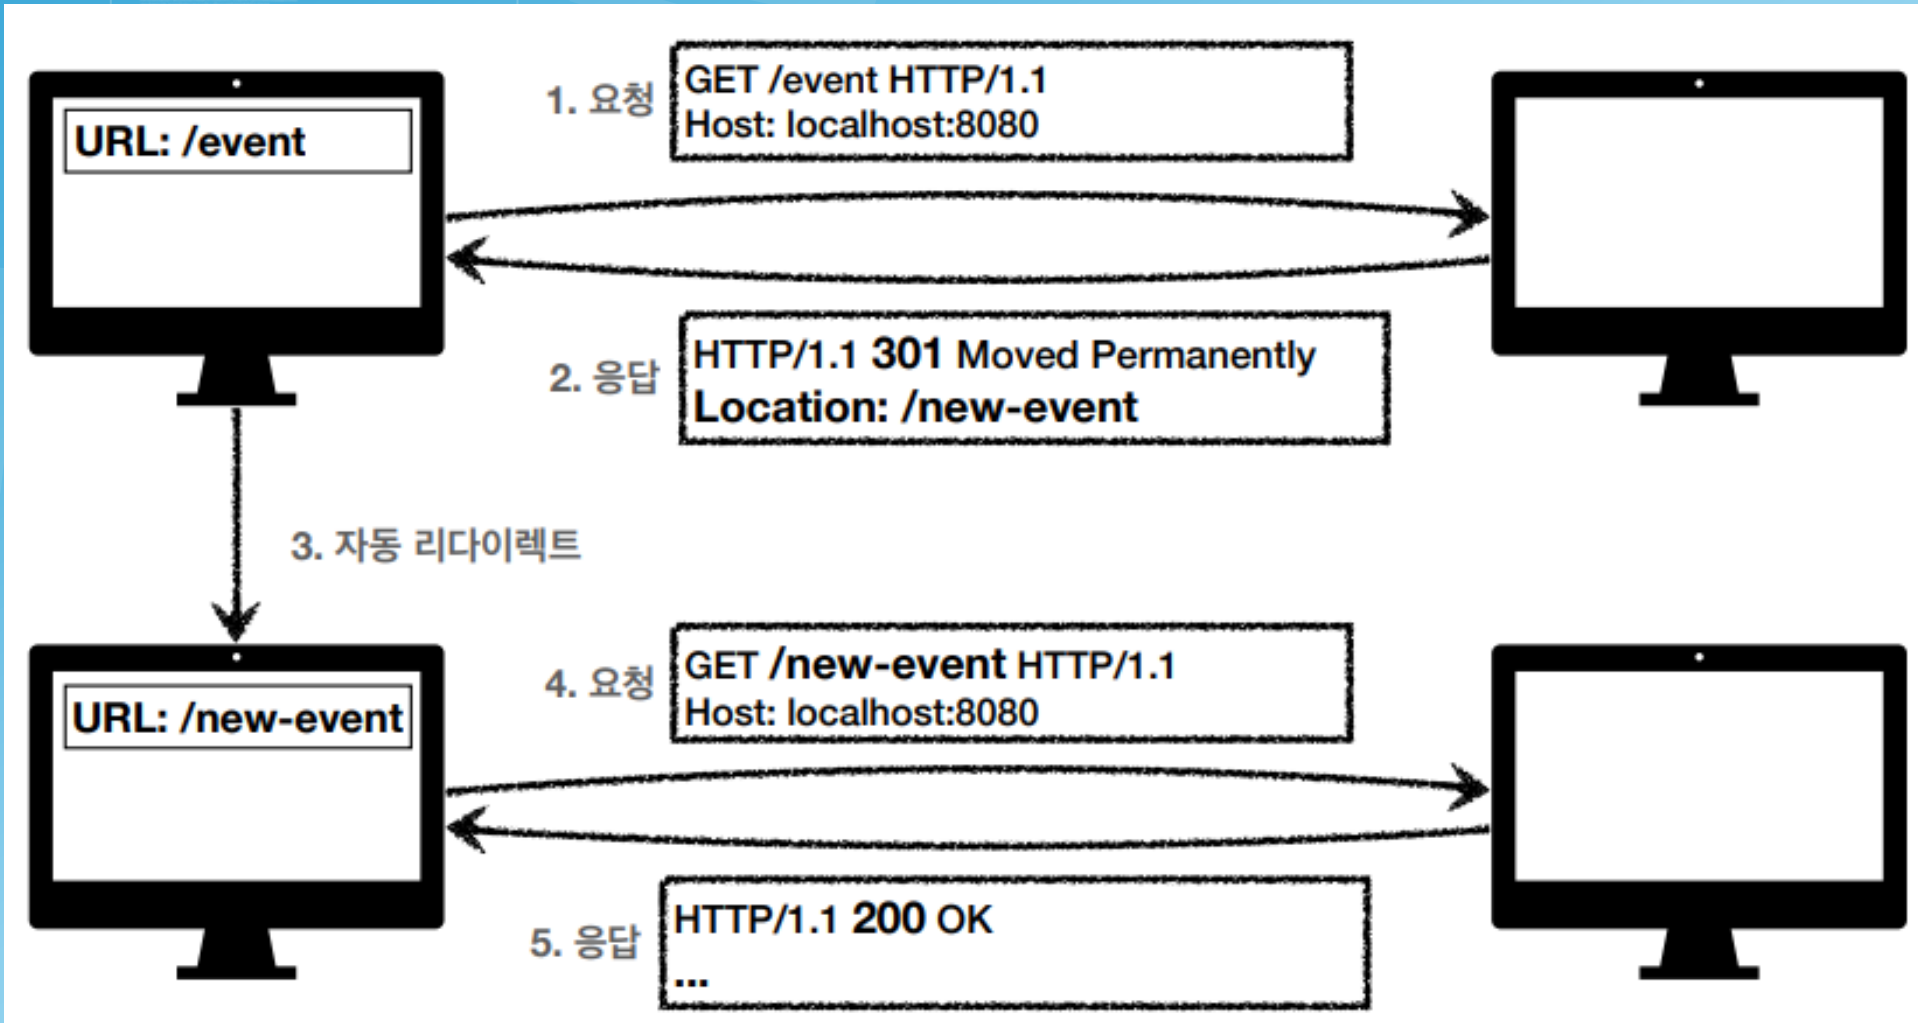 URL: /event
1. 요청
GET /event HTTP/1.1
Host: localhost:8080
2. 응답
HTTP/1.1 301 Moved Permanently
Location: /new-event
3. 자동 리다이렉트
URL: /new-event
4. 요청
GET /new-event HTTP/1.1
Host: localhost:8080
5. 응답
HTTP/1.1 200 OK
...